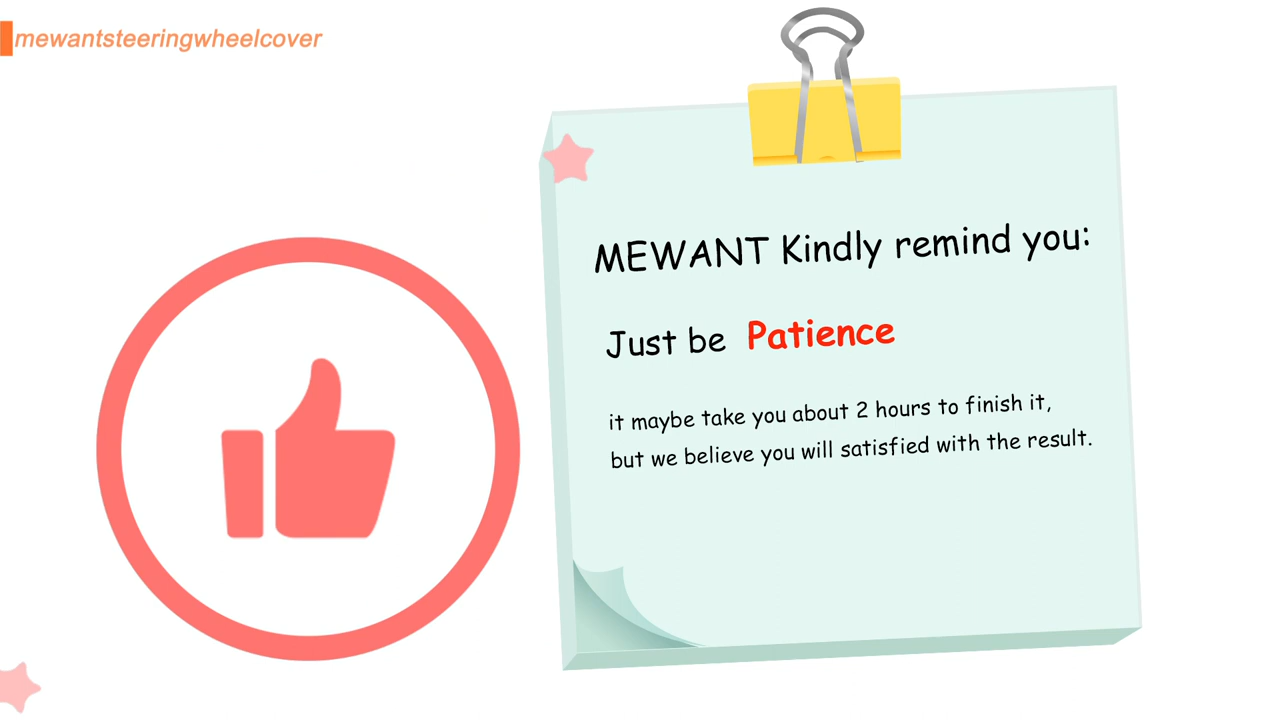 mewantsteeringwheelcover
MEWANT Kindly remind you:
Just be Patience
it maybe take you about 2 hours to finish it,
but we believe you will satisfied with the result.